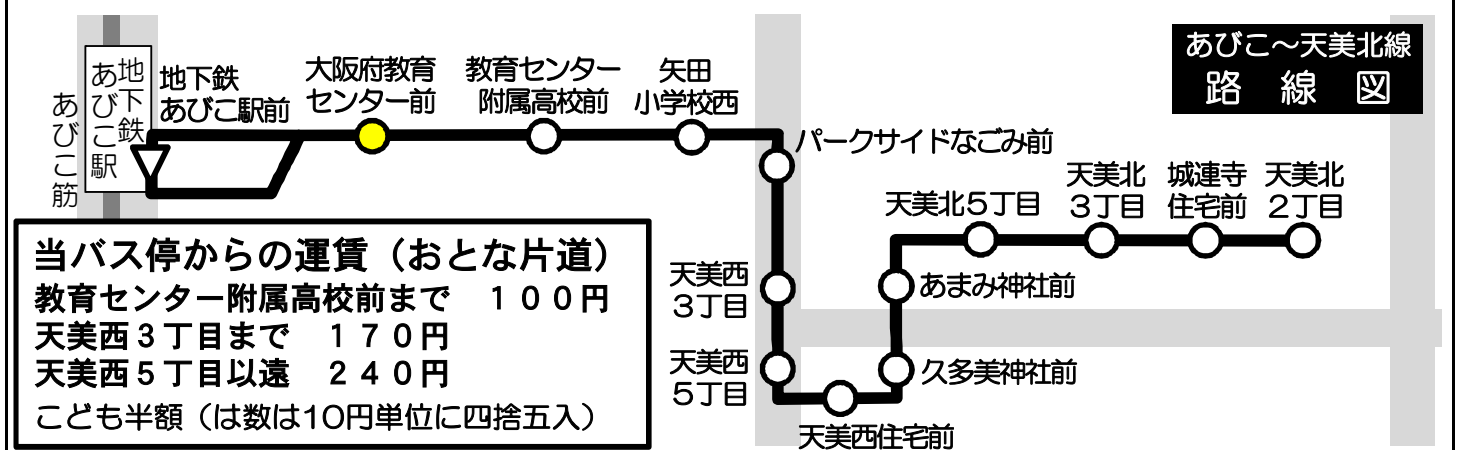 あびこ～天美北線
路線図
あびこ筋
地下鉄
あびこ駅
地下鉄
あびこ駅前
大阪府教育
センター前
教育センター
附属高校前
矢田
小学校西
パークサイドなごみ前
天美西
3丁目
天美西
5丁目
天美西住宅前
久多美神社前
あまみ神社前
天美北5丁目
天美北
3丁目
城連寺
住宅前
天美北
2丁目
当バス停からの運賃（おとな片道）
教育センター附属高校前まで　１００円
天美西３丁目まで　１７０円
天美西５丁目以遠　２４０円
こども半額（は数は10円単位に四捨五入）